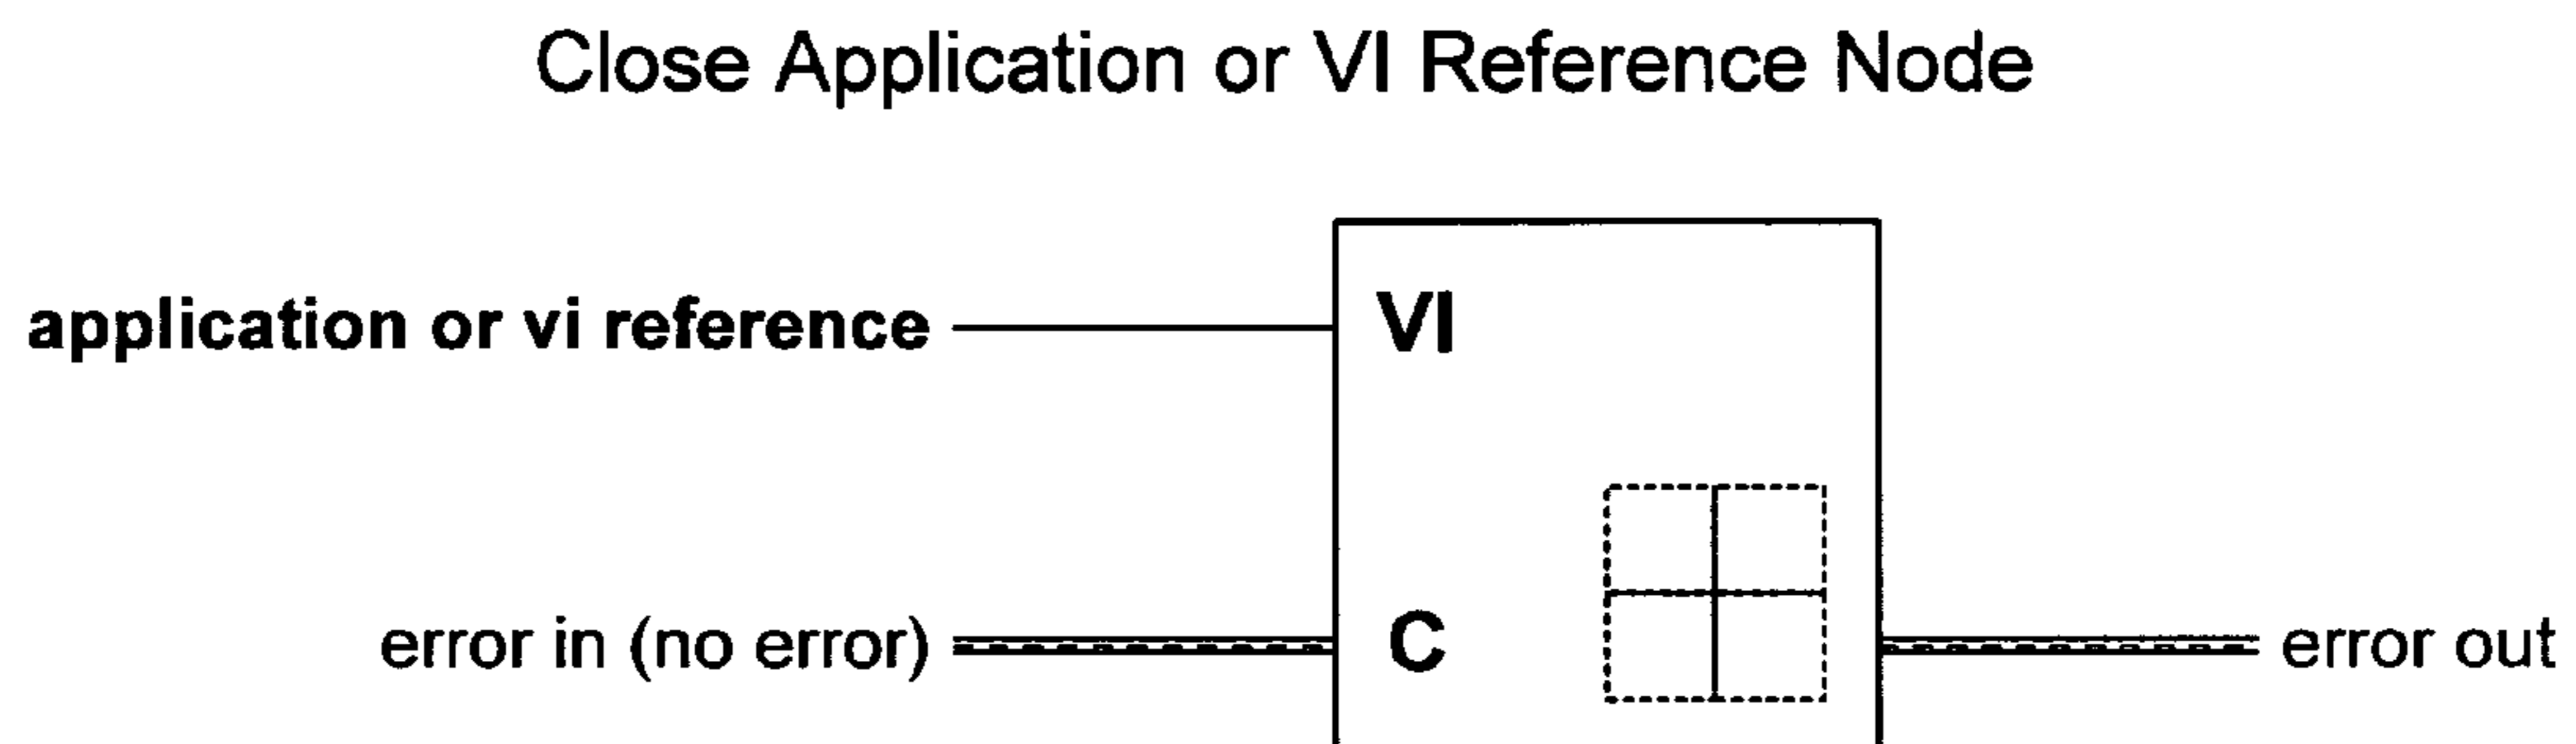 Close Application or VI Reference Node
application or vi reference
VI
error in (no error)
C
error out